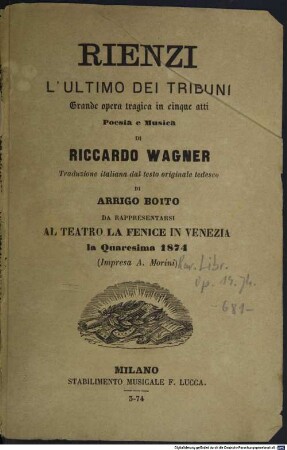 RIENZI
L'ULTIMO DEI TRIBUNI
Grande opera tragica in cinque atti
Poesia e Musica
DI
RICCARDO WAGNER
Traduzione italiana dal testo originale tedesco
DI
ARRIGO BOITO
DA RAPPRESENTARSI
AL TEATRO LA FENICE IN VENEZIA
la Quaresima 1874
(Impresa A. Morini)
Libr.
-681-
MILANO
STABILIMENTO MUSICALE F. LUCCA.
3-74